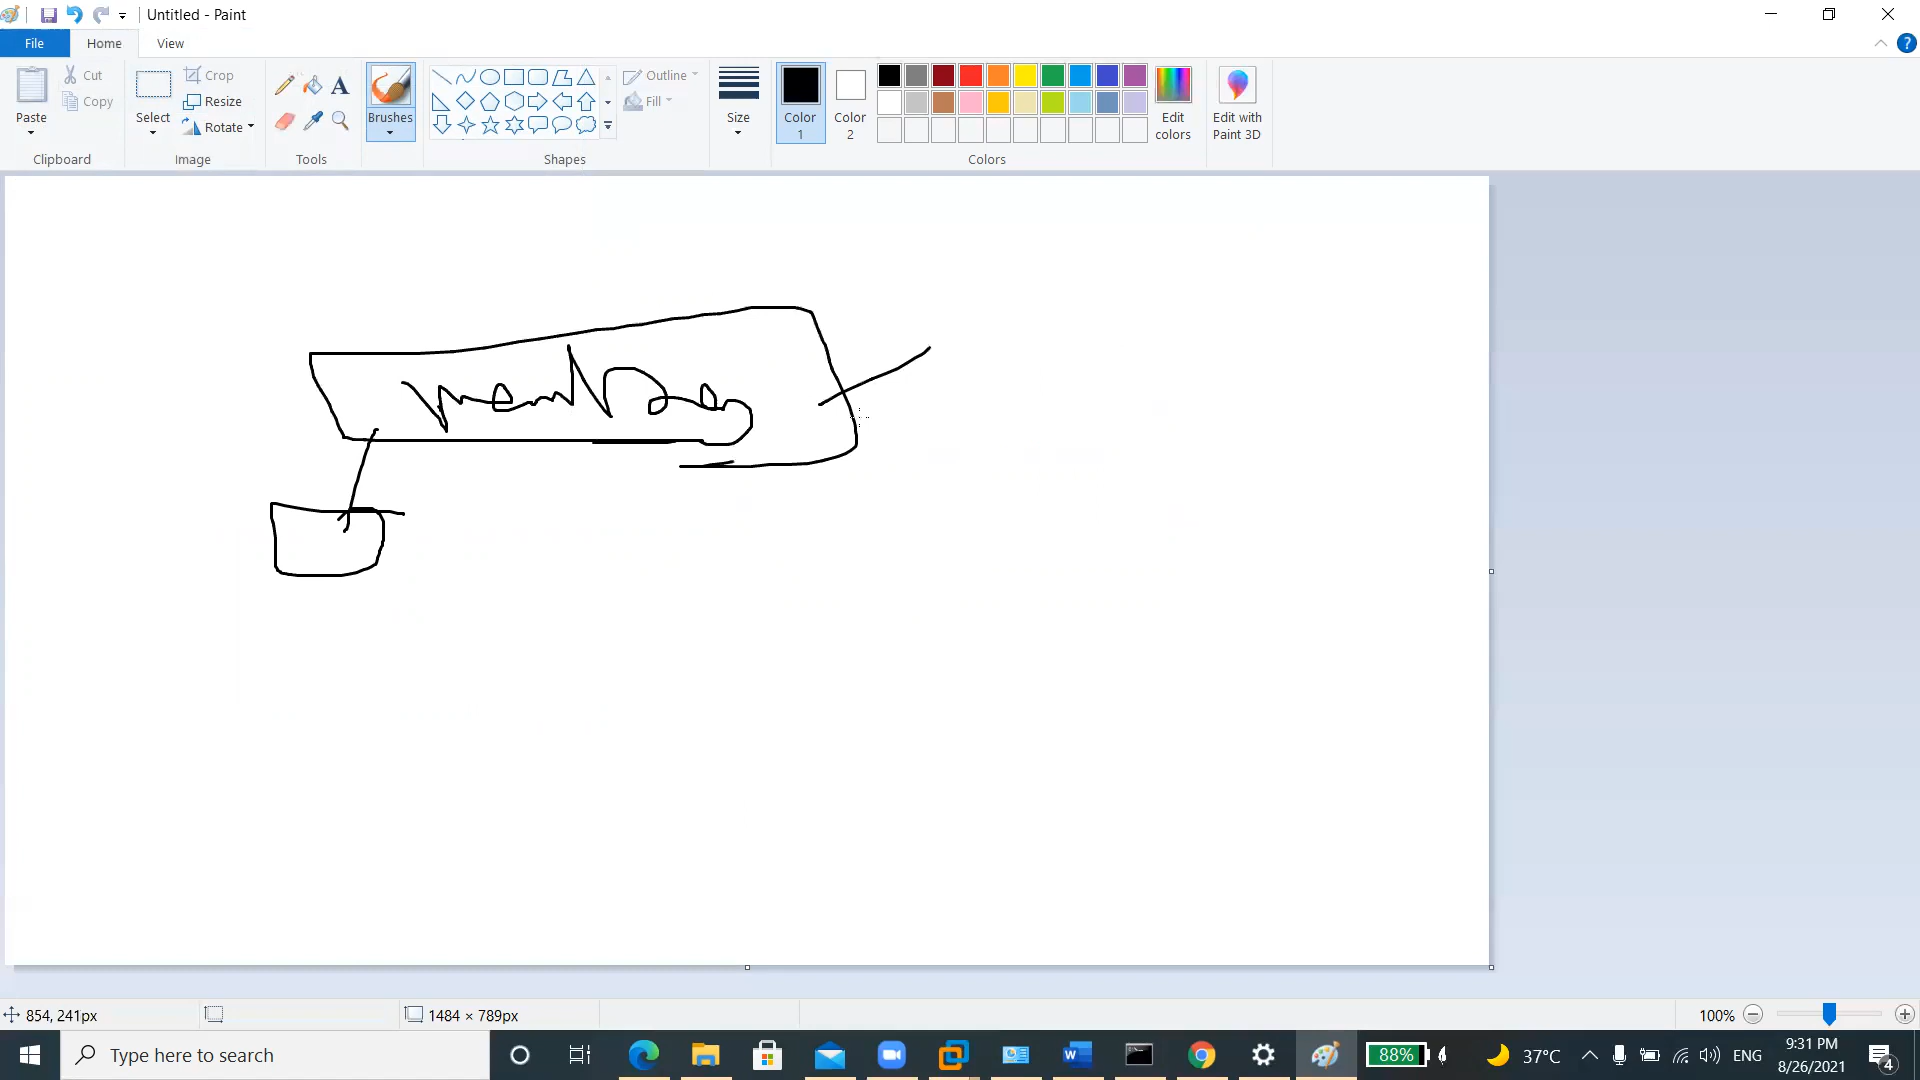 Untitled - Paint
File
Home
View
Paste
Cut
Copy
Clipboard
Select
Crop
Resize
Rotate
Image
Tools
Brushes
Shapes
Outline
Fill
Size
Color 1
Color 2
Edit colors
Colors
Edit with Paint 3D
854, 241px
1484 × 789px
100%
Type here to search
88%
37°C
ENG
9:31 PM
8/26/2021
4